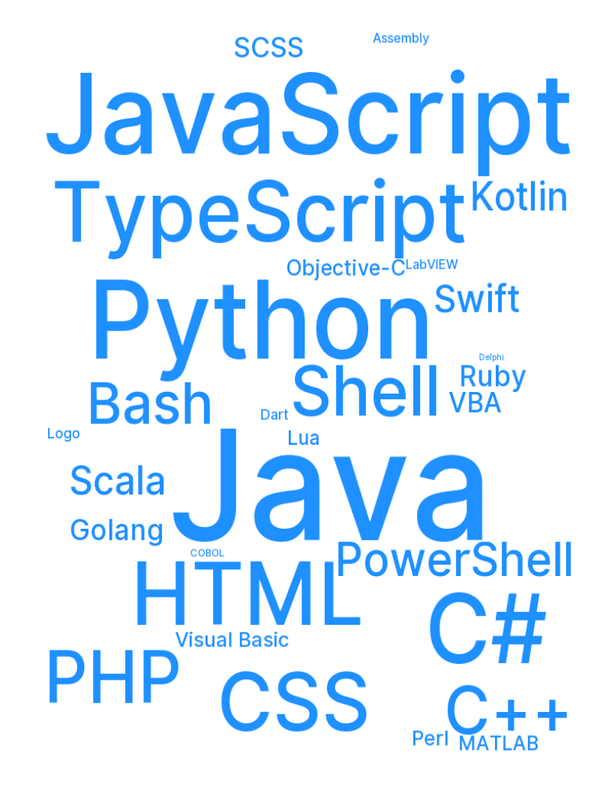 SCSS
Assembly
JavaScript
TypeScript
Kotlin
Objective-C
LabVIEW
Python
Swift
Delphi
Ruby
Shell
VBA
Bash
Dart
Logo
Lua
Java
Scala
Golang
COBOL
PowerShell
HTML
C#
Visual Basic
PHP
CSS
C++
Perl
MATLAB